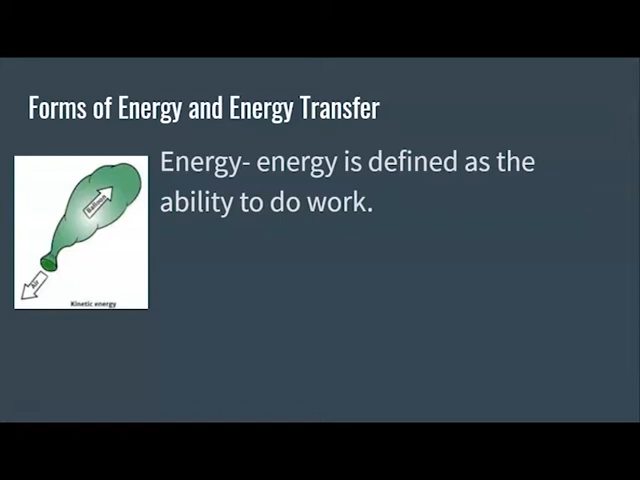 Forms of Energy and Energy Transfer
Energy- energy is defined as the
ability to do work.
Balloon
Air
Kinetic energy